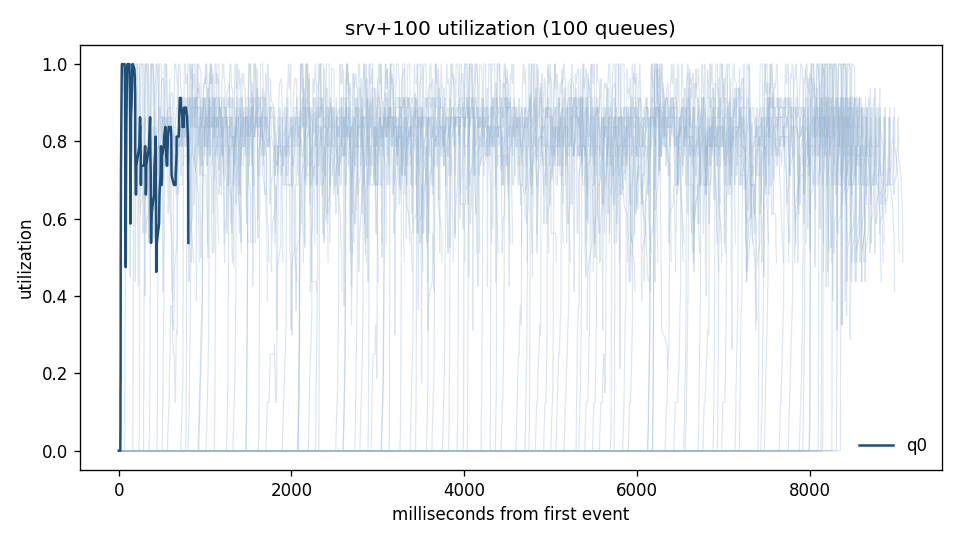 srv+100 utilization (100 queues)
1.0
0.8
0.6
0.4
0.2
0.0
utilization
q0
0 2000 4000 6000 8000
milliseconds from first event